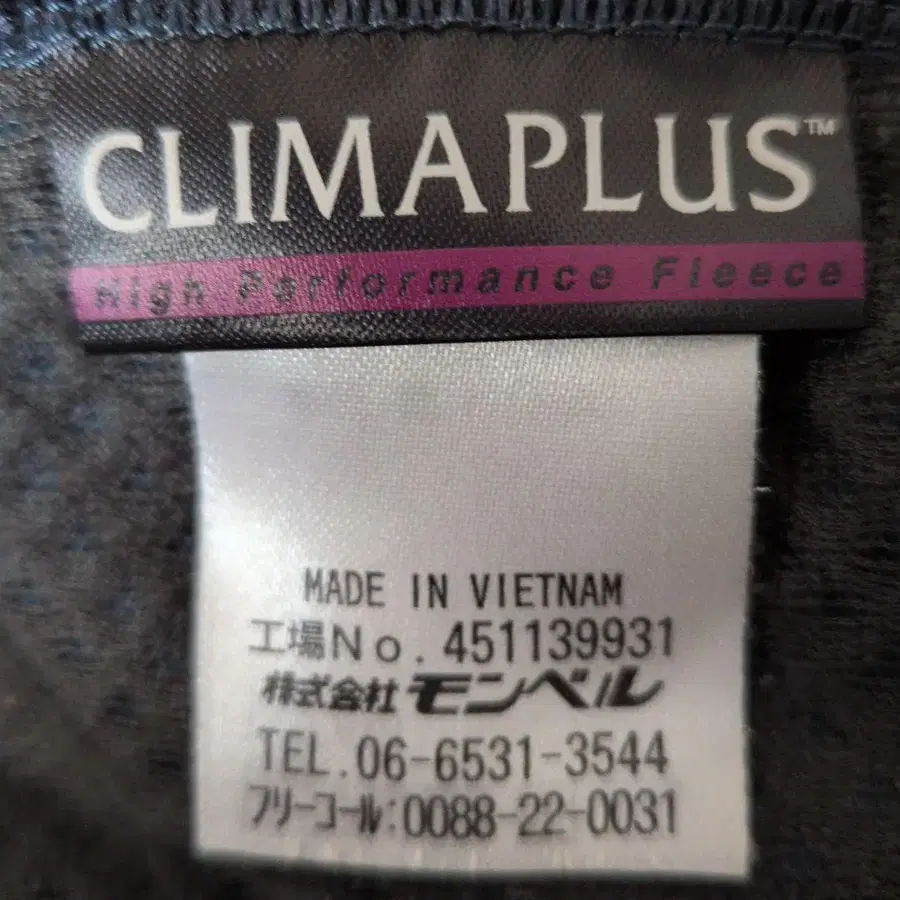 CLIMAPLUS™
High Performance Fleece
MADE IN VIETNAM
工場No.451139931
株式会社モンベル
TEL.06-6531-3544
フリーコール:0088-22-0031